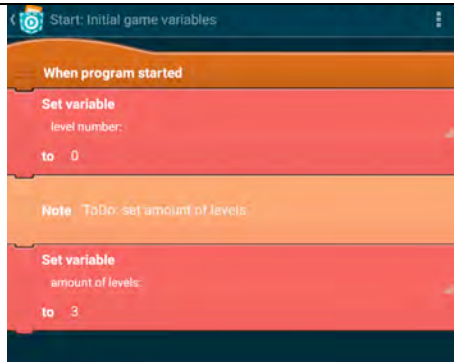 Start: Initial game variables
When program started
Set variable
level number:
to 0
Note ToDo: set amount of levels
Set variable
amount of levels:
to 3